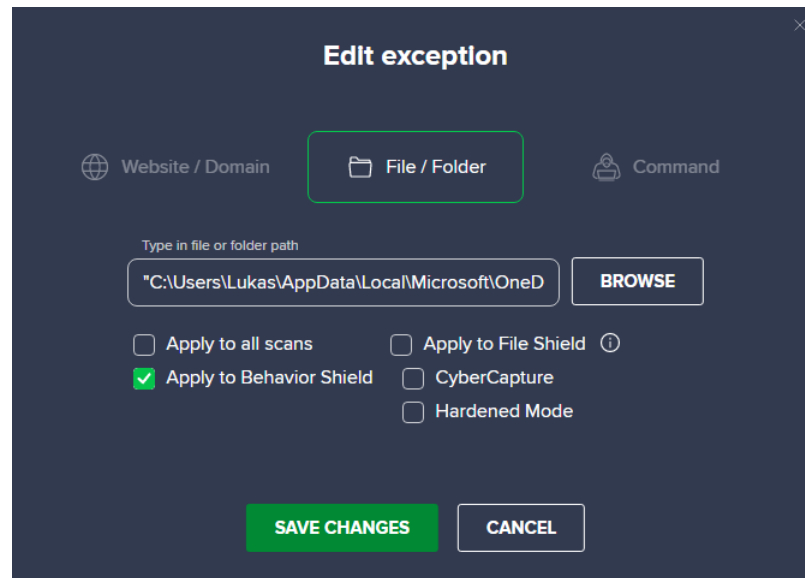 Edit exception
Website / Domain File / Folder Command
Type in file or folder path
"C:\Users\Lukas\AppData\Local\Microsoft\OneD BROWSE
Apply to all scans Apply to File Shield
Apply to Behavior Shield CyberCapture
Hardened Mode
SAVE CHANGES CANCEL